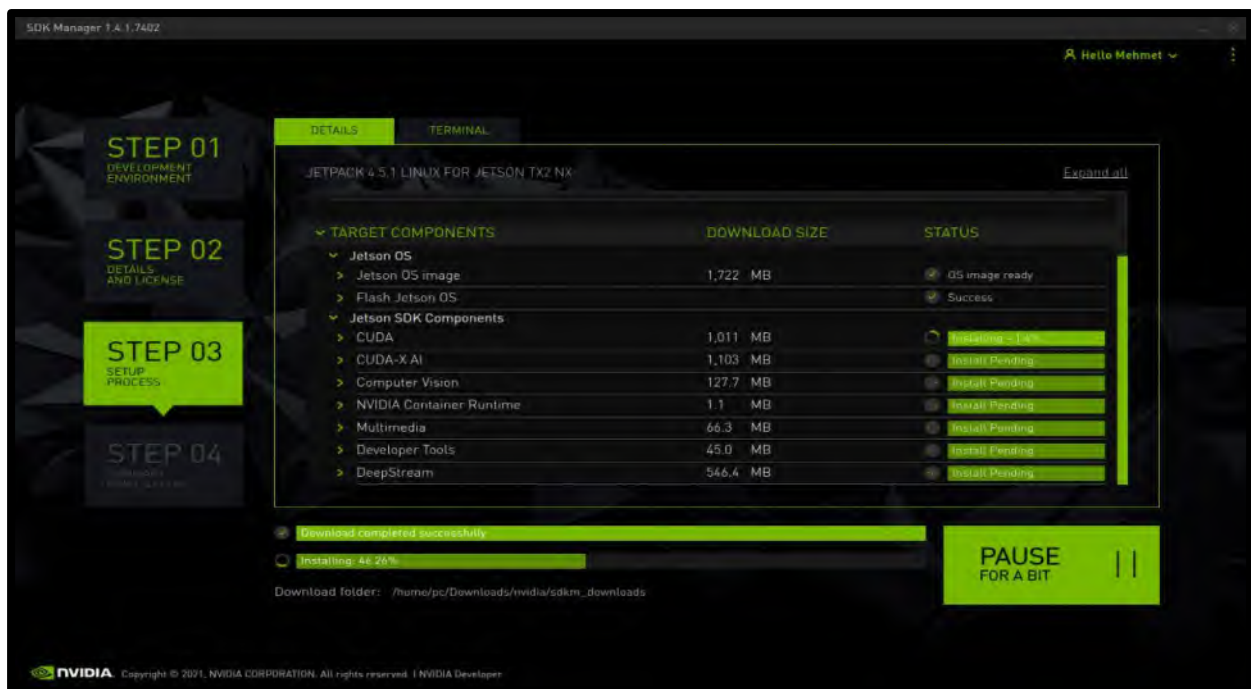 SDK Manager 1.4.1.7402
Hello Mehmet
STEP 01
DEVELOPMENT
ENVIRONMENT
STEP 02
DETAILS
AND LICENSE
STEP 03
SETUP
PROCESS
STEP 04
DETAILS TERMINAL
JETPACK 4.5.1 LINUX FOR JETSON TX2 NX Expand all
TARGET COMPONENTS DOWNLOAD SIZE STATUS
Jetson OS
Jetson OS image 1,722 MB OS image ready
Flash Jetson OS Success
Jetson SDK Components
CUDA 1,011 MB Installing - 1.4%
CUDA-X AI 1,103 MB Install Pending
Computer Vision 127.7 MB Install Pending
NVIDIA Container Runtime 1.1 MB Install Pending
Multimedia 66.3 MB Install Pending
Developer Tools 45.0 MB Install Pending
DeepStream 546.4 MB Install Pending
Download completed successfully
Installing: 46.26%
Download folder: /home/pc/Downloads/nvidia/sdkm_downloads
PAUSE
FOR A BIT
NVIDIA. Copyright © 2021, NVIDIA CORPORATION. All rights reserved. | NVIDIA Developer